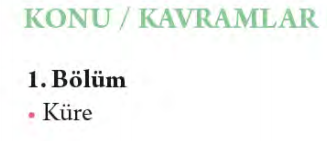 KONU / KAVRAMLAR
1. Bölüm
• Küre